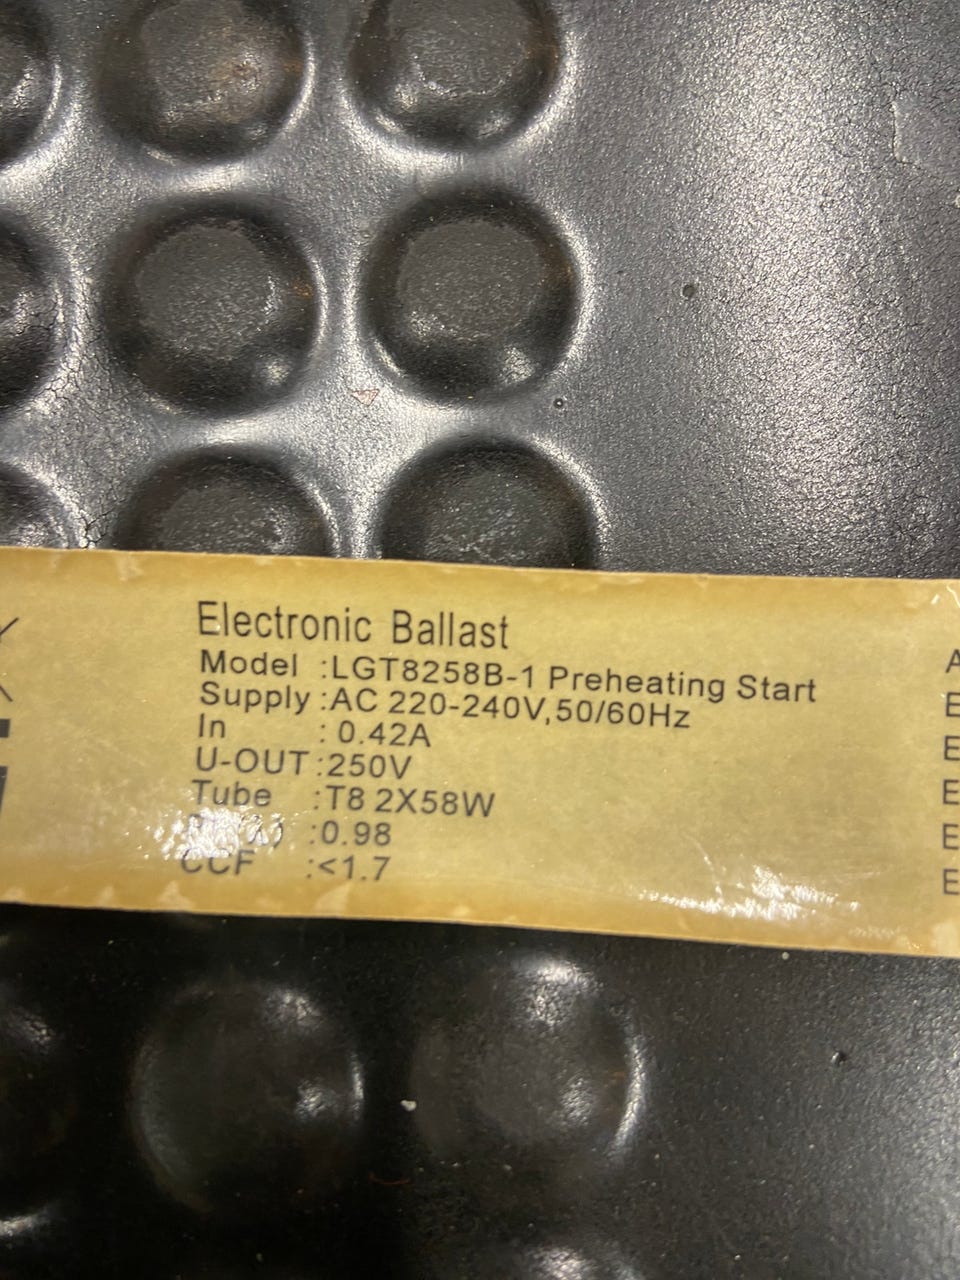 Electronic Ballast
Model :LGT8258B-1 Preheating Start
Supply :AC 220-240V,50/60Hz
In : 0.42A
U-OUT :250V
Tube :T8 2X58W
:0.98
CCF :<1.7
A
E
E
E
E
E